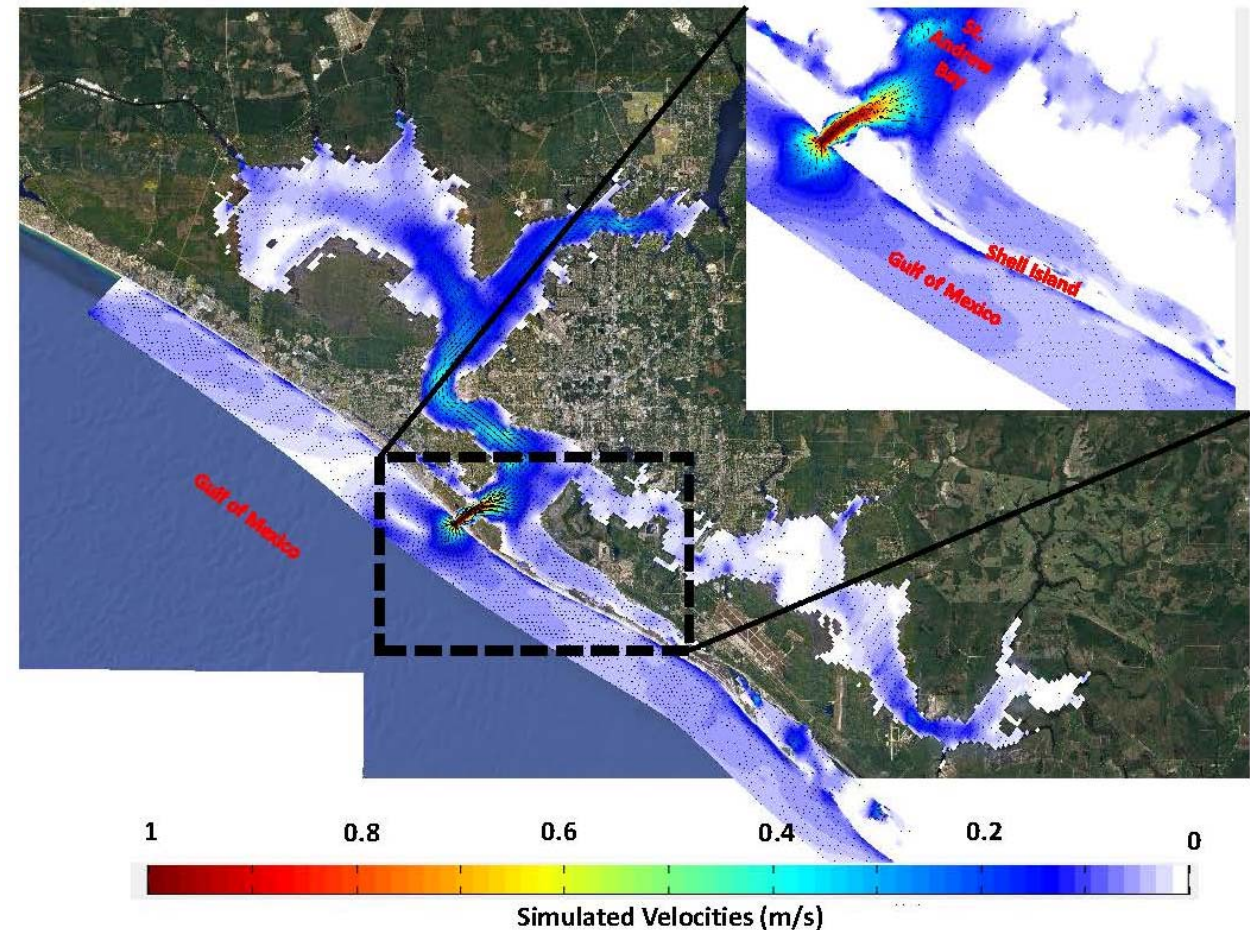 St.
Andrew
Bay
Shell Island
Gulf of Mexico
Gulf of Mexico
1 0.8 0.6 0.4 0.2 0
Simulated Velocities (m/s)